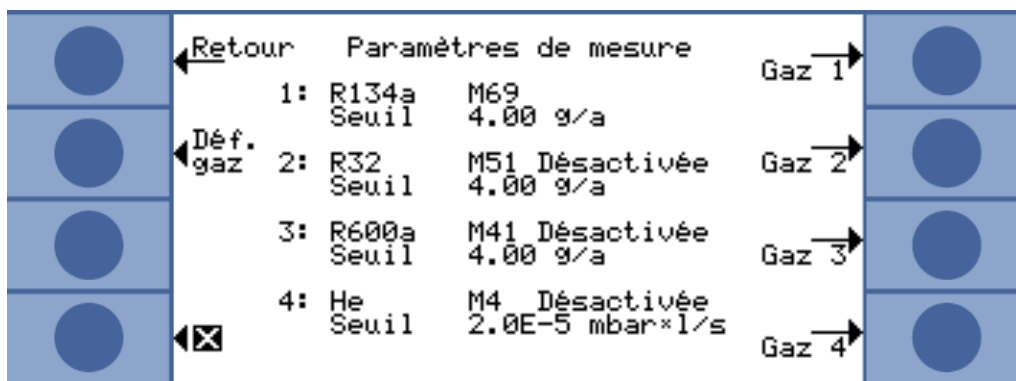 Retour Paramètres de mesure
Gaz 1
1: R134a M69
Seuil 4.00 g/a
Déf.
gaz 2: R32 M51 Désactivée Gaz 2
Seuil 4.00 g/a
3: R600a M41 Désactivée
Seuil 4.00 g/a Gaz 3
4: He M4 Désactivée
Seuil 2.0E-5 mbar×l/s
Gaz 4